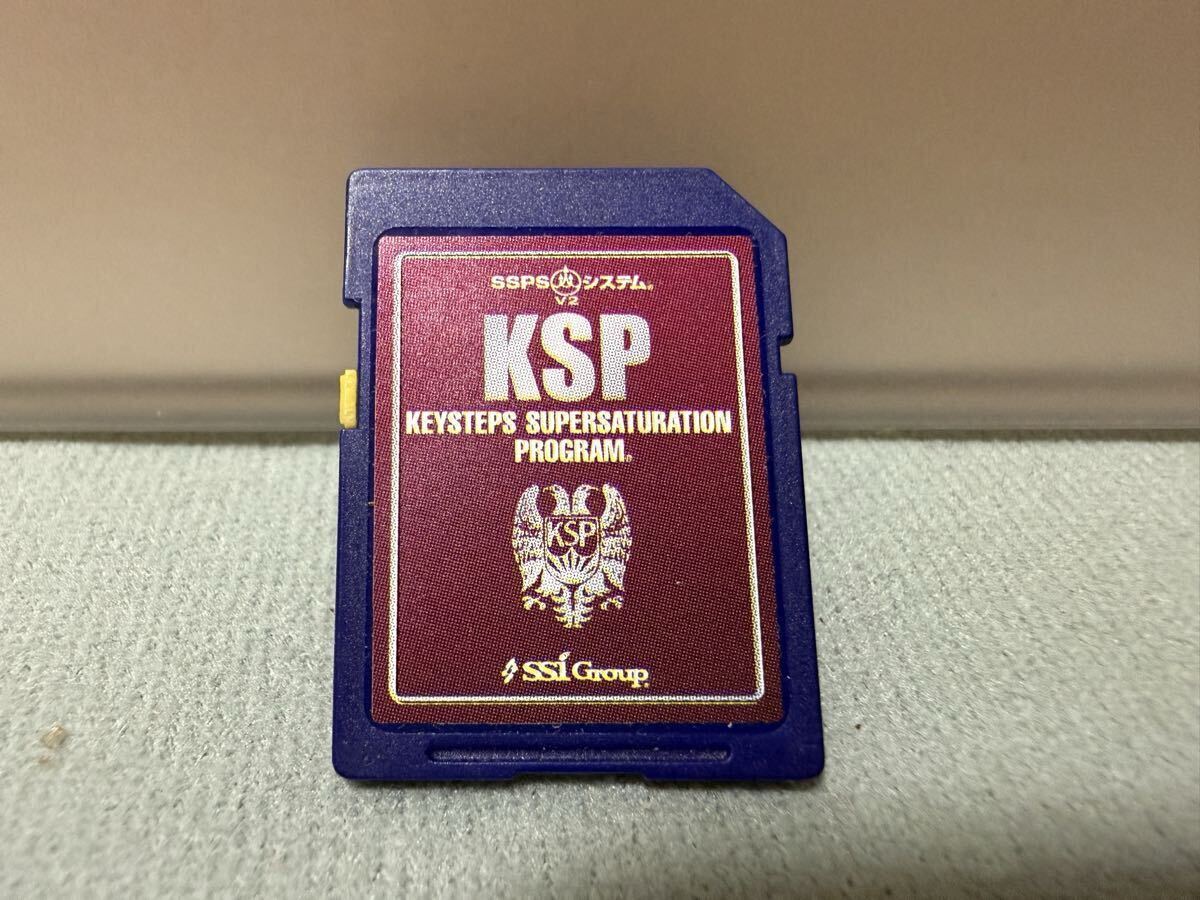 SSPS システム®
V2
KSP
KEYSTEPS SUPERSATURATION
PROGRAM®
KSP
SSi GROUP